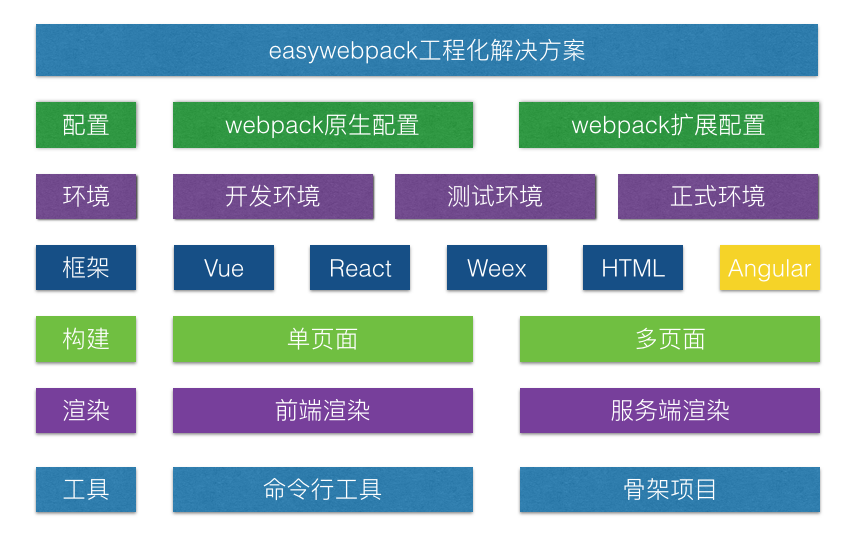 easywebpack工程化解决方案
配置 webpack原生配置 webpack扩展配置
环境 开发环境 测试环境 正式环境
框架 Vue React Weex HTML Angular
构建 单页面 多页面
渲染 前端渲染 服务端渲染
工具 命令行工具 骨架项目